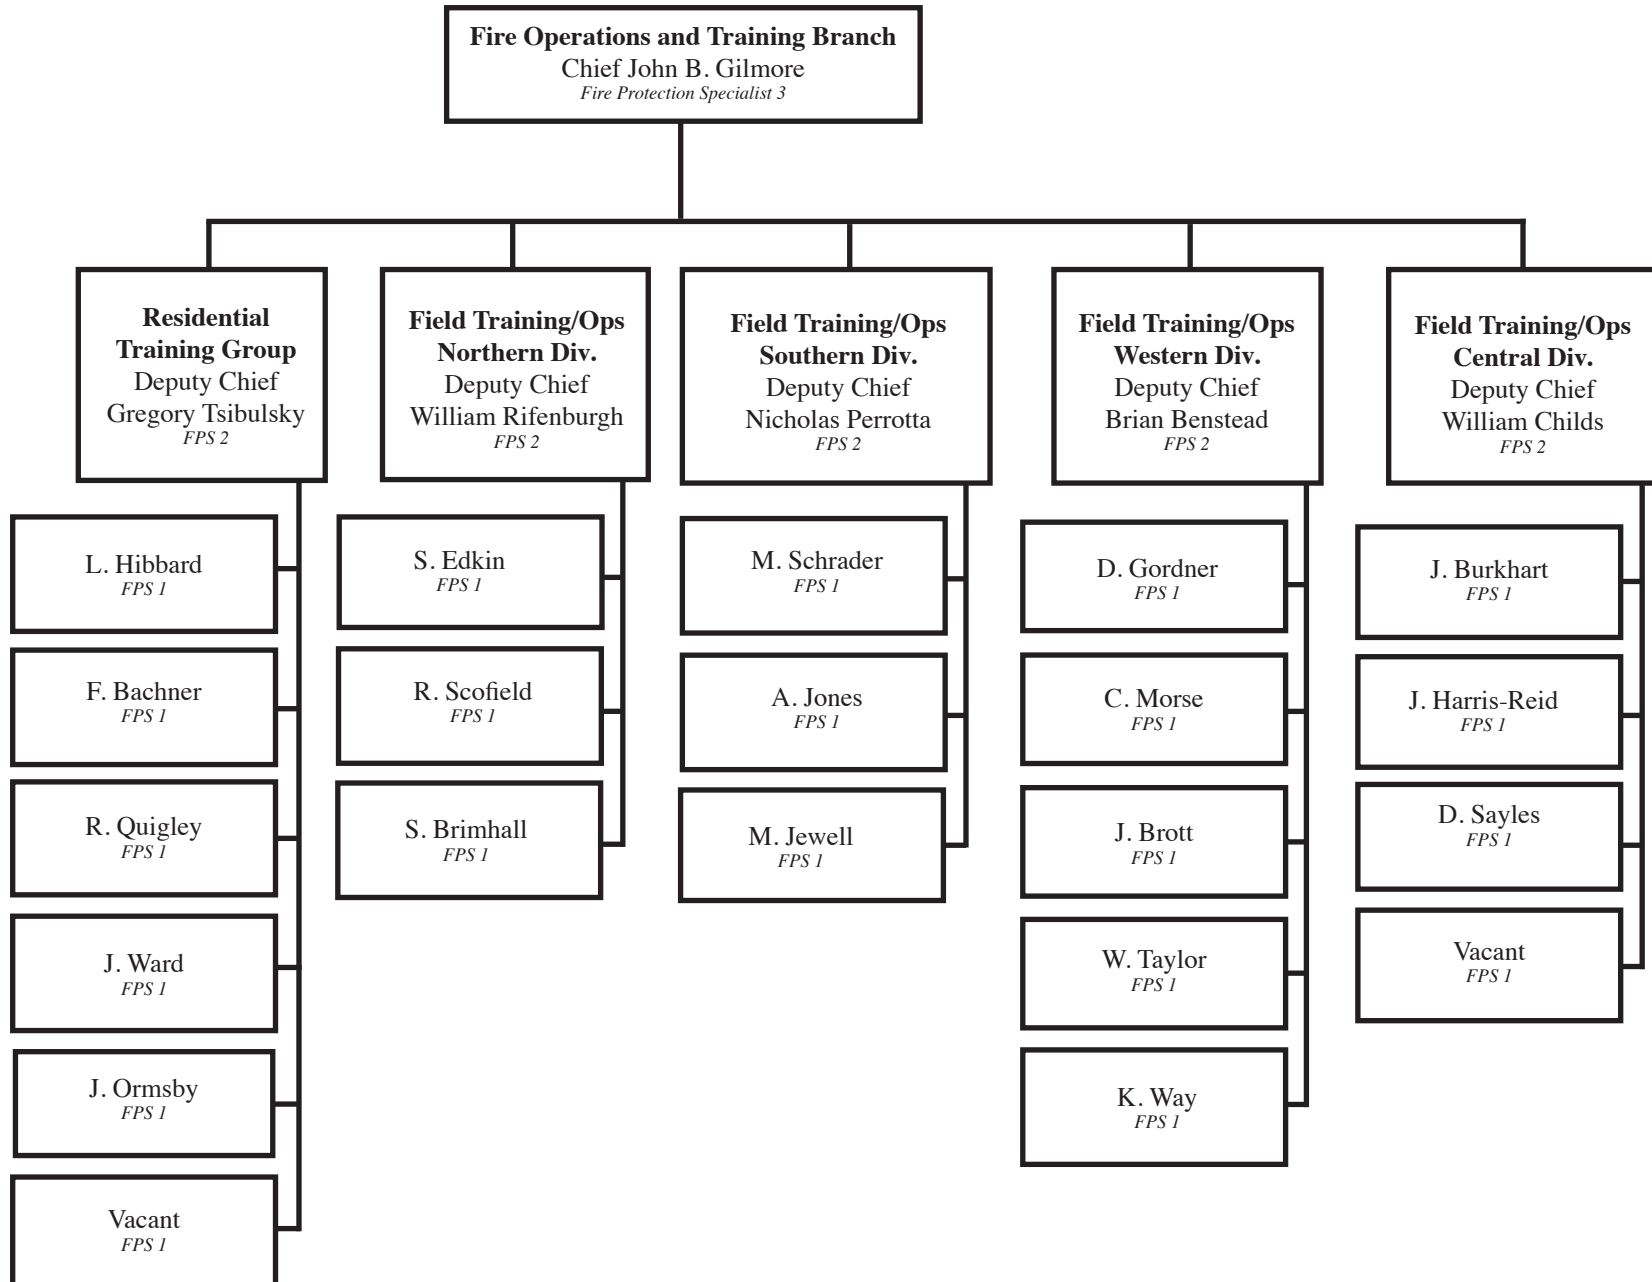 Fire Operations and Training Branch
Chief John B. Gilmore
Fire Protection Specialist 3
Residential
Training Group
Deputy Chief
Gregory Tsibulsky
FPS 2
Field Training/Ops
Northern Div.
Deputy Chief
William Rifenburgh
FPS 2
Field Training/Ops
Southern Div.
Deputy Chief
Nicholas Perrotta
FPS 2
Field Training/Ops
Western Div.
Deputy Chief
Brian Benstead
FPS 2
Field Training/Ops
Central Div.
Deputy Chief
William Childs
FPS 2
L. Hibbard
FPS 1
F. Bachner
FPS 1
R. Quigley
FPS 1
J. Ward
FPS 1
J. Ormsby
FPS 1
Vacant
FPS 1
S. Edkin
FPS 1
R. Scofield
FPS 1
S. Brimhall
FPS 1
M. Schrader
FPS 1
A. Jones
FPS 1
M. Jewell
FPS 1
D. Gordner
FPS 1
C. Morse
FPS 1
J. Brott
FPS 1
W. Taylor
FPS 1
K. Way
FPS 1
J. Burkhart
FPS 1
J. Harris-Reid
FPS 1
D. Sayles
FPS 1
Vacant
FPS 1